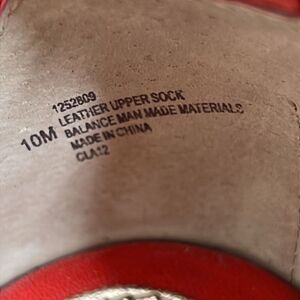 1252809
LEATHER UPPER SOCK
10M BALANCE MAN MADE MATERIALS
MADE IN CHINA
CLA12